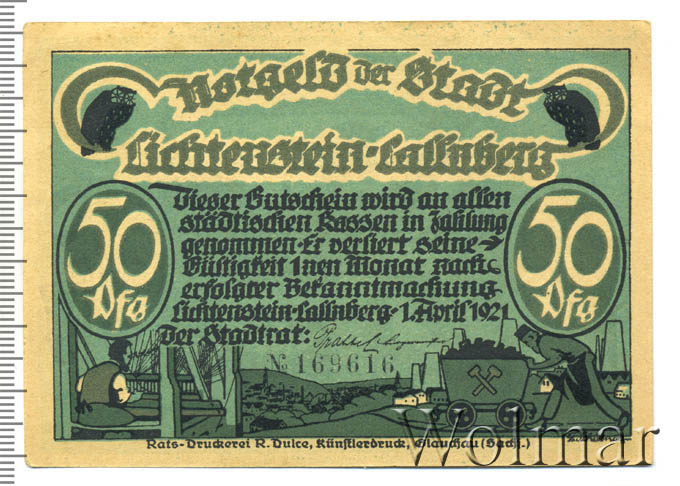 Notgeld der Stadt
Lichtenstein-Callnberg
50 Pfg
50 Pfg
Dieser Gutschein wird an allen
städtischen Kassen in Zahlung
genommen-Er verliert seine
Gültigkeit 1nen Monat nach
erfolgter Bekanntmachung
Lichtenstein-Callnberg-1.April 1921
Der Stadtrat:
No 169616
Rats-Druckerei R. Dulce, Künstlerdruck, Glauchau (Sachs.)
Wolmar